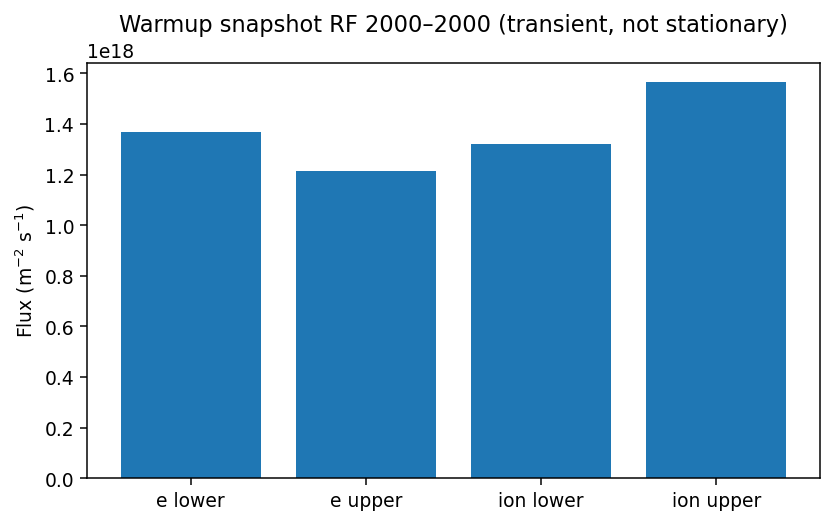 Warmup snapshot RF 2000–2000 (transient, not stationary)
1e18
1.6
1.4
1.2
1.0
0.8
0.6
0.4
0.2
0.0
Flux (m⁻² s⁻¹)
e lower e upper ion lower ion upper